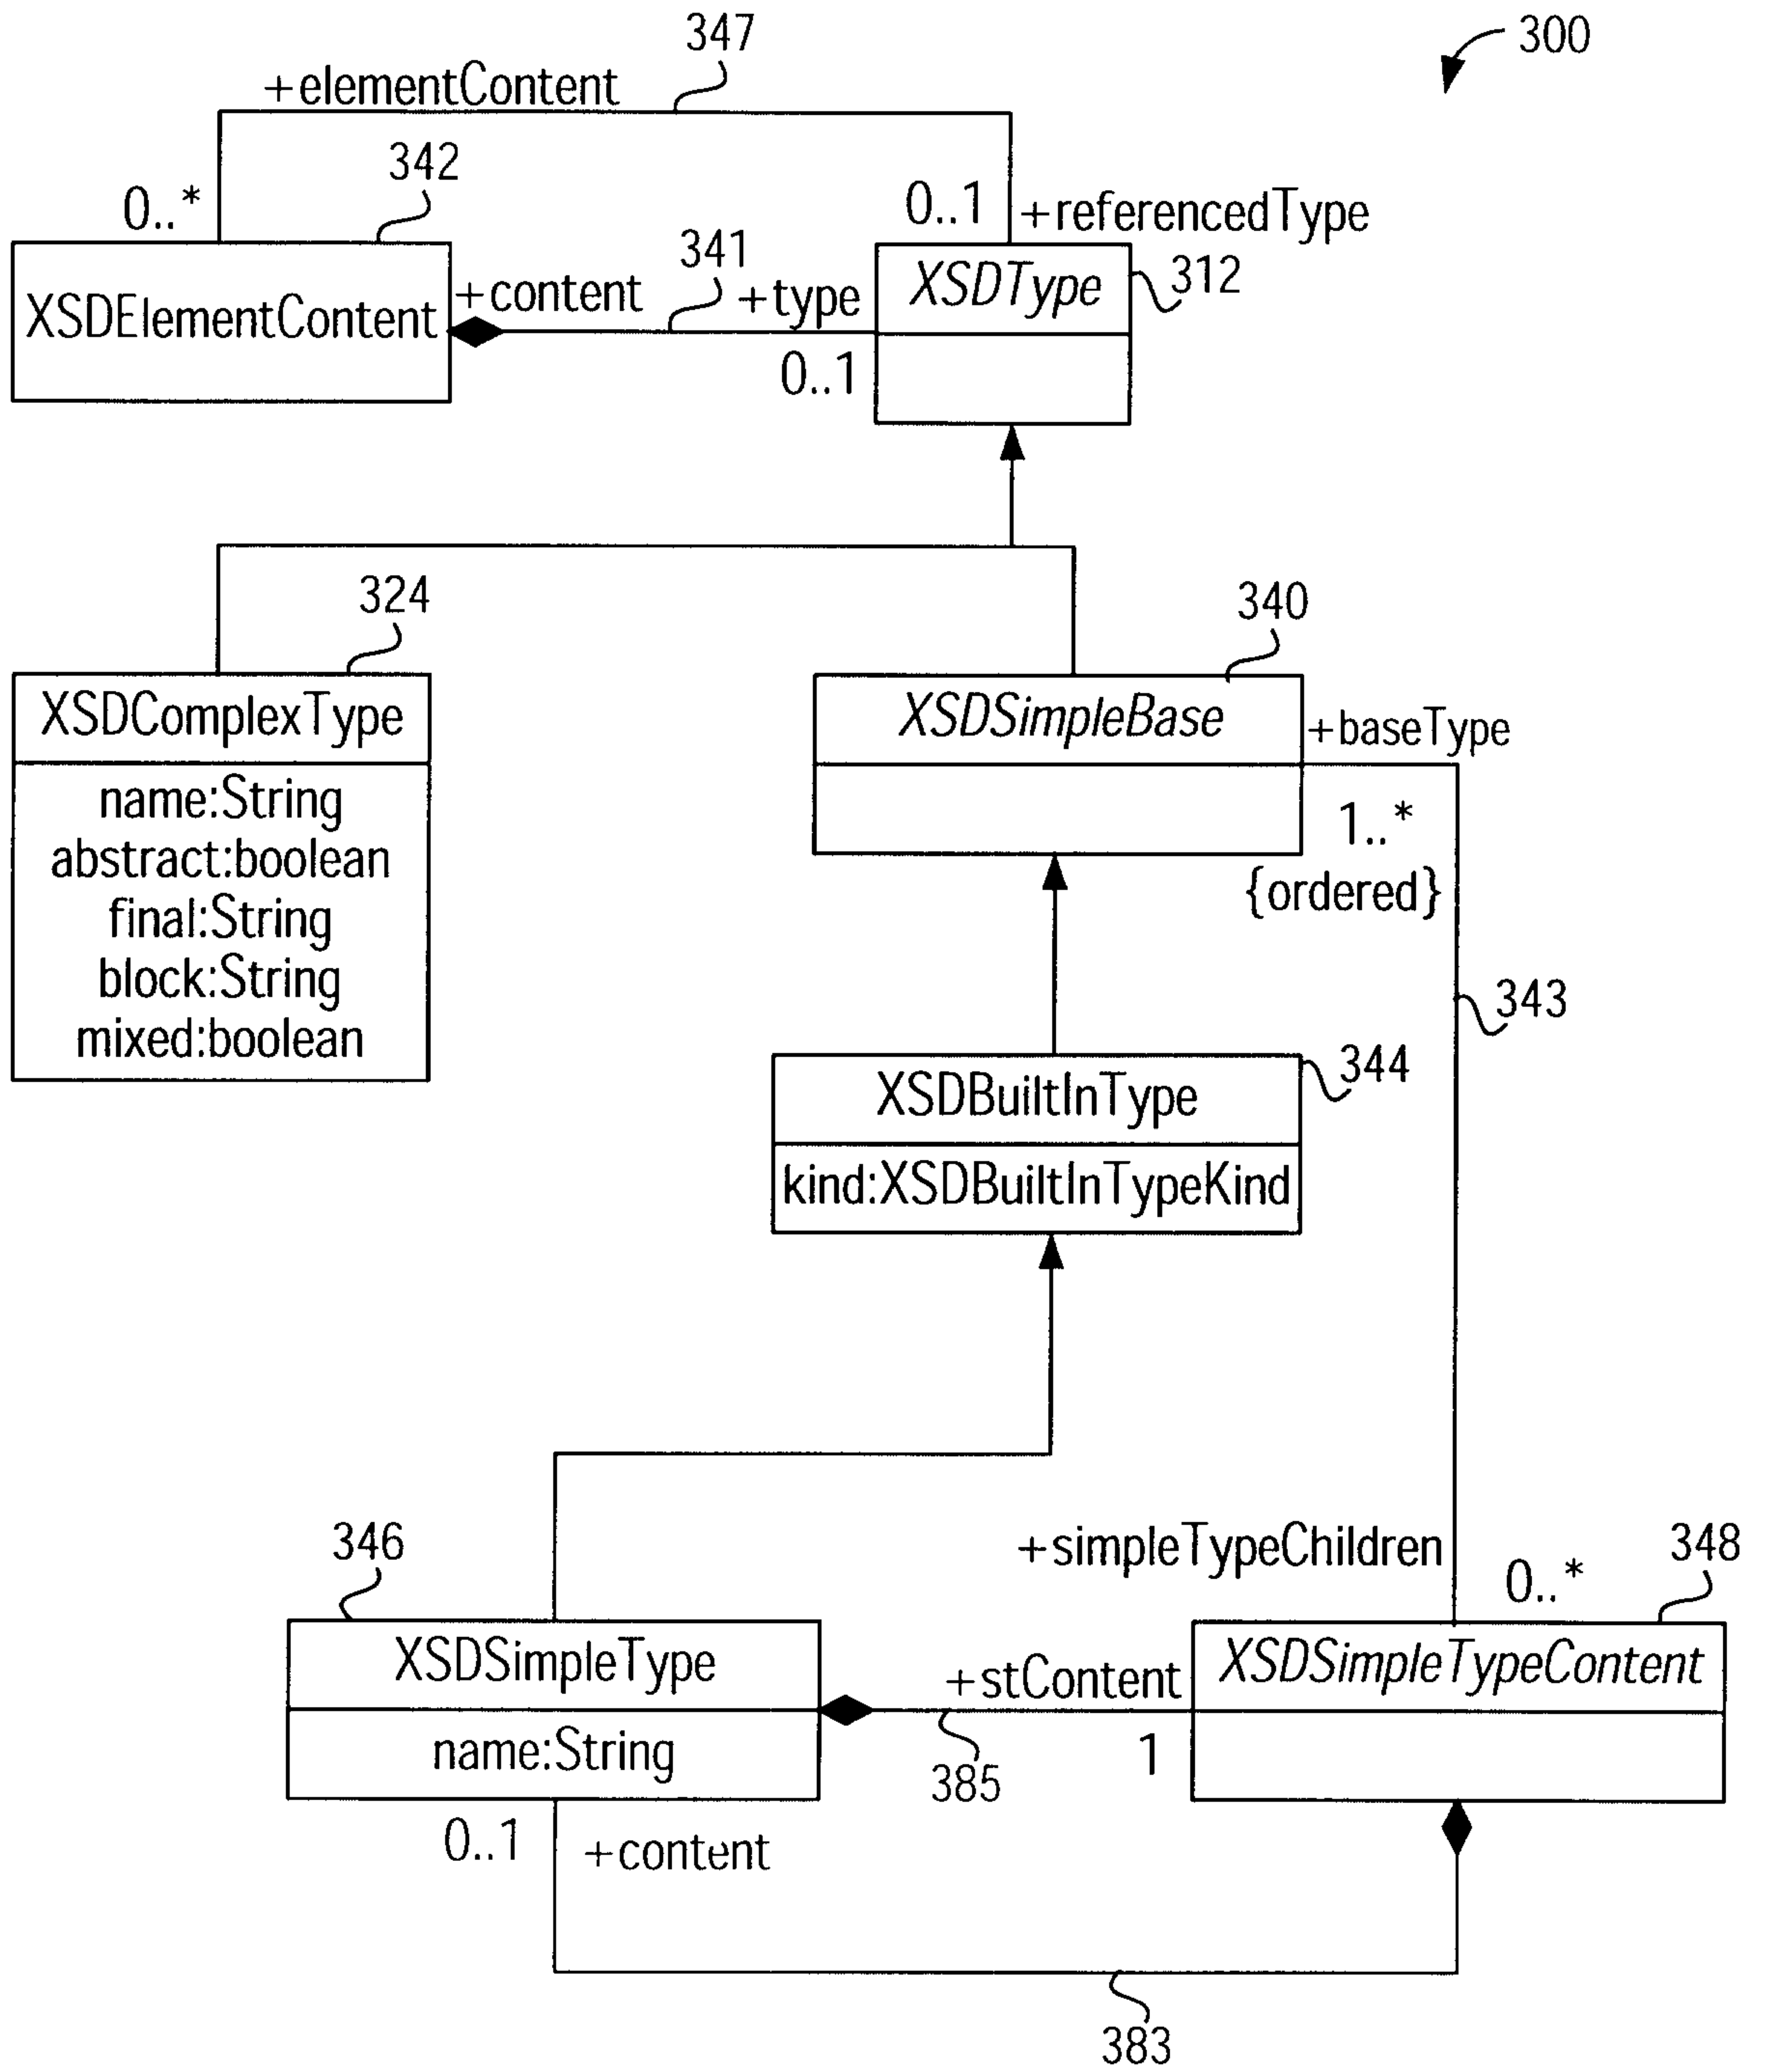 347
300
+elementContent
342
0..*
0..1
+referencedType
341
312
XSDElementContent
+content
+type
XSDType
0..1
324
340
XSDComplexType
name:String
abstract:boolean
final:String
block:String
mixed:boolean
XSDSimpleBase
+baseType
1..*
{ordered}
343
344
XSDBuiltInType
kind:XSDBuiltInTypeKind
346
+simpleTypeChildren
0..*
348
XSDSimpleType
name:String
+stContent
XSDSimpleTypeContent
1
385
0..1
+content
383